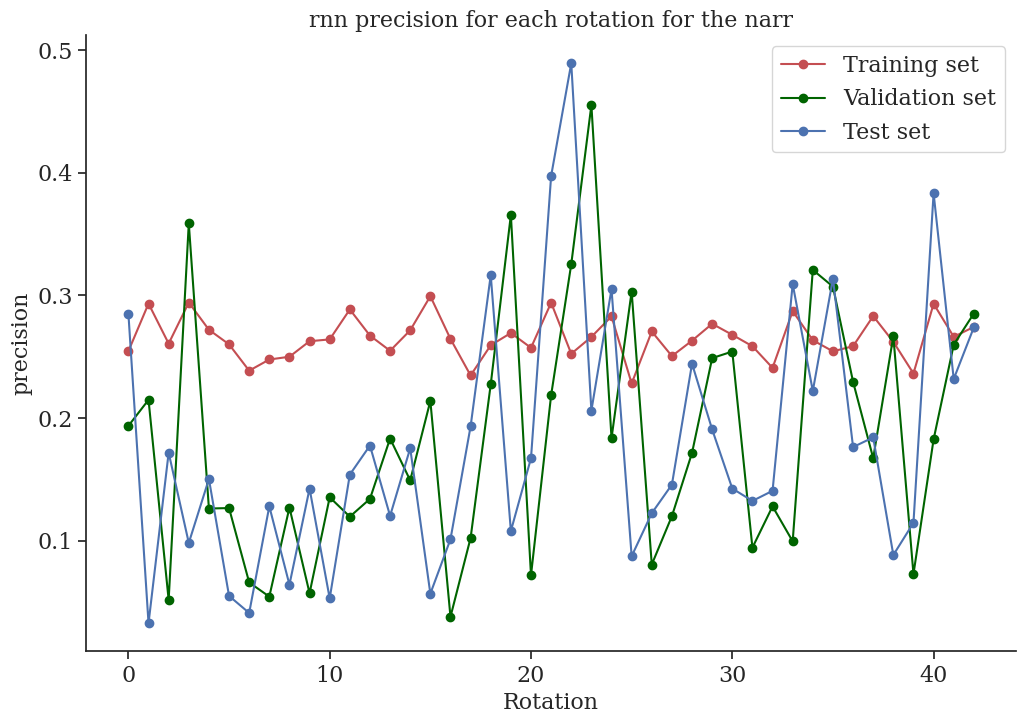 rnn precision for each rotation for the narr
0.5
0.4
0.3
0.2
0.1
precision
0
10
20
30
40
Rotation
Training set
Validation set
Test set